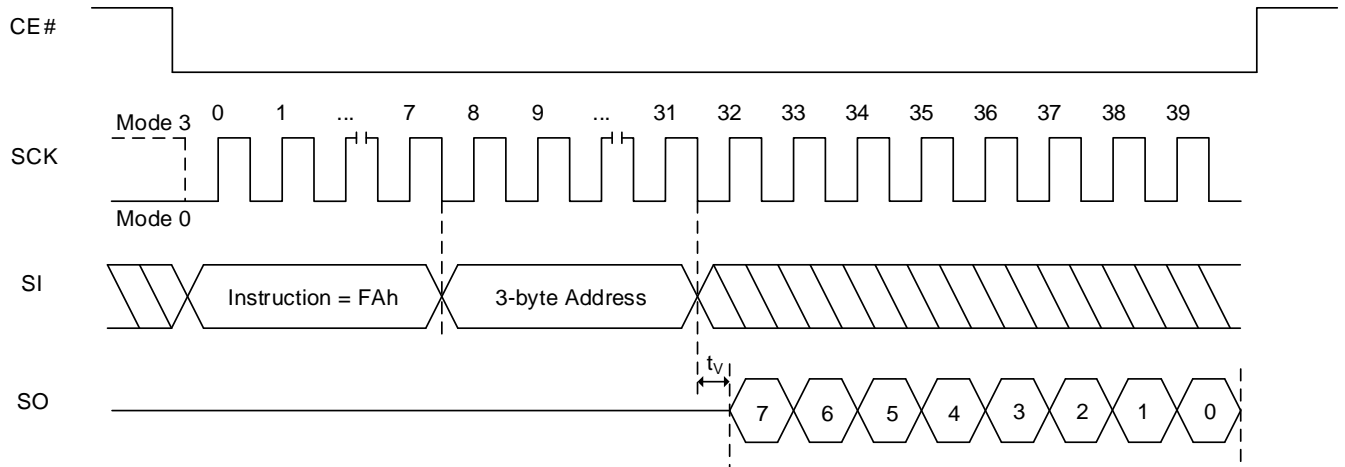 CE#
Mode 3 0 1 ... 7 8 9 ... 31 32 33 34 35 36 37 38 39
SCK
Mode 0
SI Instruction = FAh 3-byte Address
tV
SO 7 6 5 4 3 2 1 0